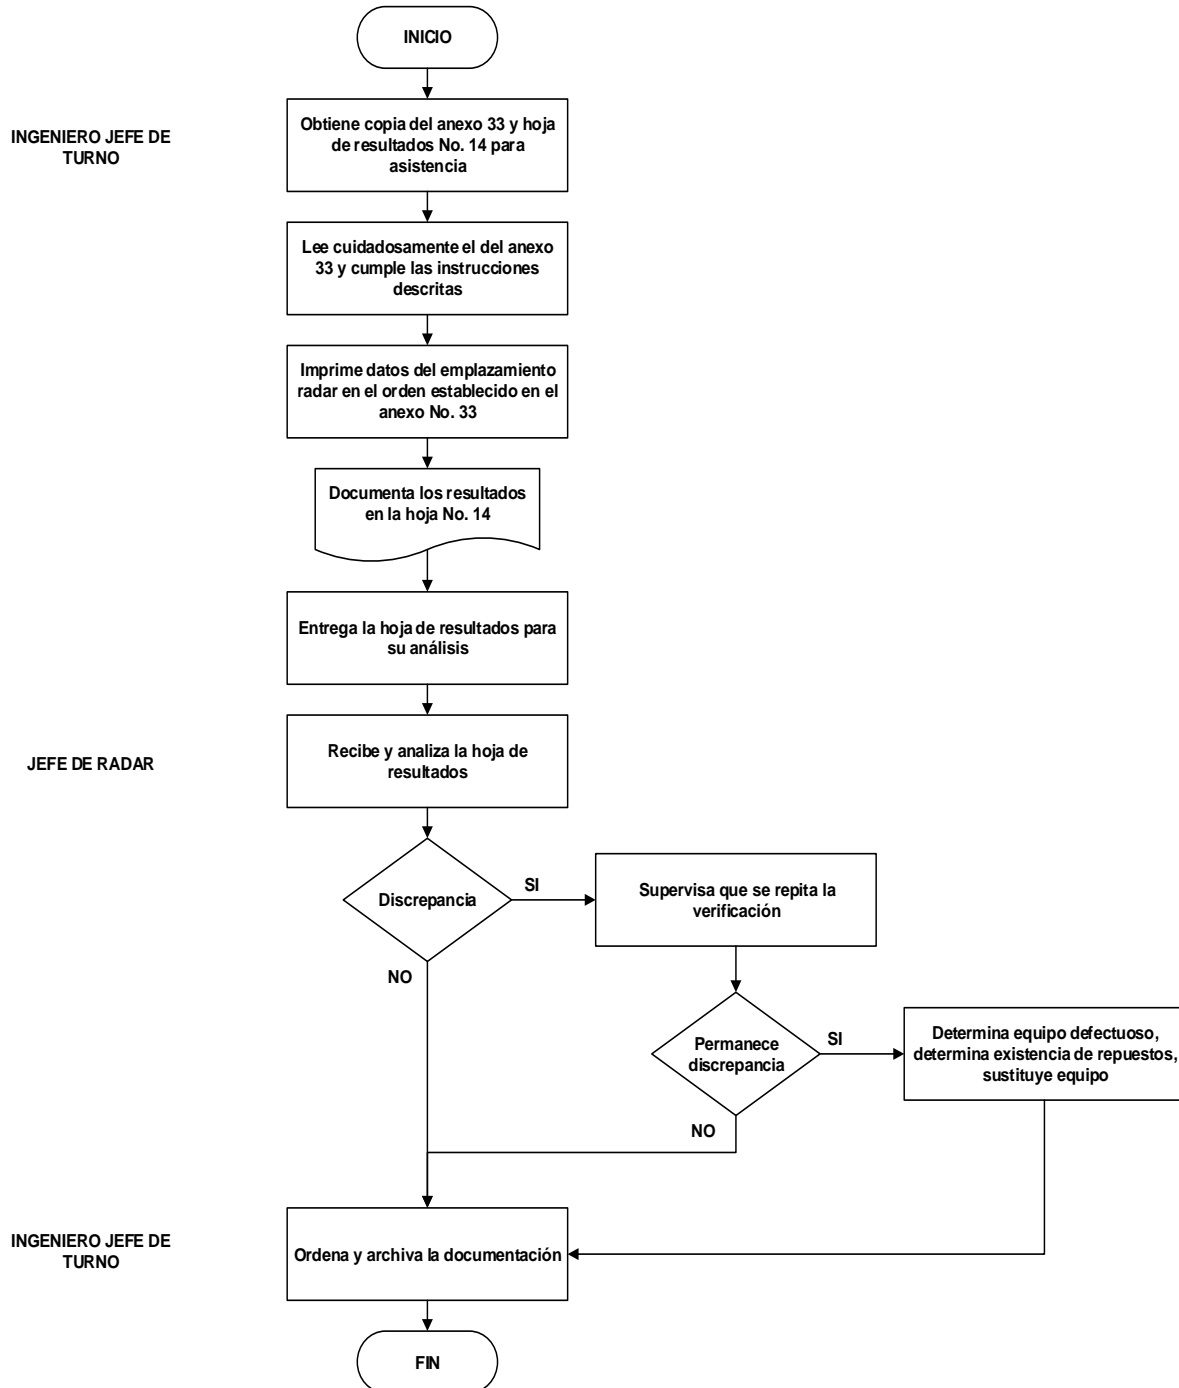 INICIO
INGENIERO JEFE DE
TURNO
Obtiene copia del anexo 33 y hoja
de resultados No. 14 para
asistencia
Lee cuidadosamente el del anexo
33 y cumple las instrucciones
descritas
Imprime datos del emplazamiento
radar en el orden establecido en el
anexo No. 33
Documenta los resultados
en la hoja No. 14
Entrega la hoja de resultados para
su análisis
JEFE DE RADAR
Recibe y analiza la hoja de
resultados
Discrepancia
SI
Supervisa que se repita la
verificación
NO
Permanece
discrepancia
SI
Determina equipo defectuoso,
determina existencia de repuestos,
sustituye equipo
NO
INGENIERO JEFE DE
TURNO
Ordena y archiva la documentación
FIN